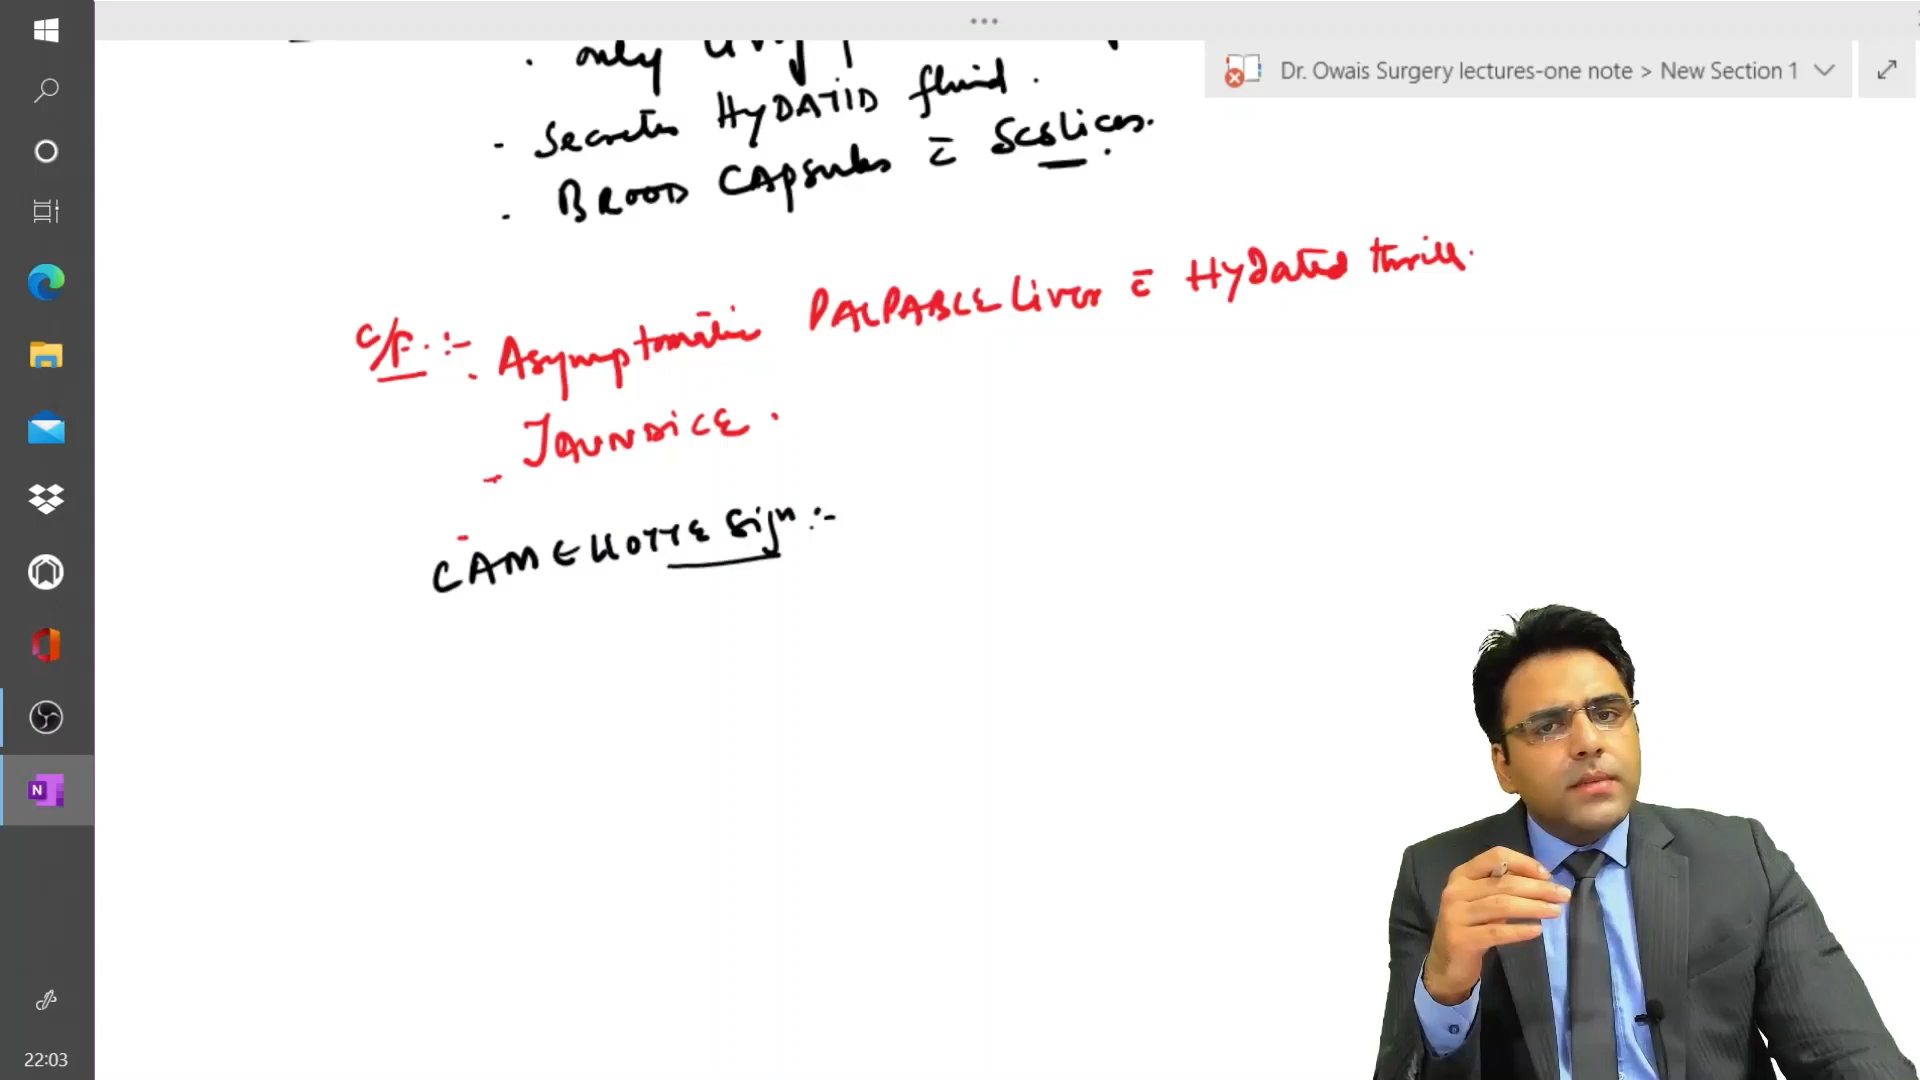 Dr. Owais Surgery lectures-one note > New Section 1
. only
- Secretes HYDATID fluid.
. BROOD CAPSules c̄ Scolices.
C/F. :- . Asymptomatic PALPABLE Liver c̄ HYdatid thrill.
- JAUNDICE.
CAMELLOTTE Sign :-
N
22:03